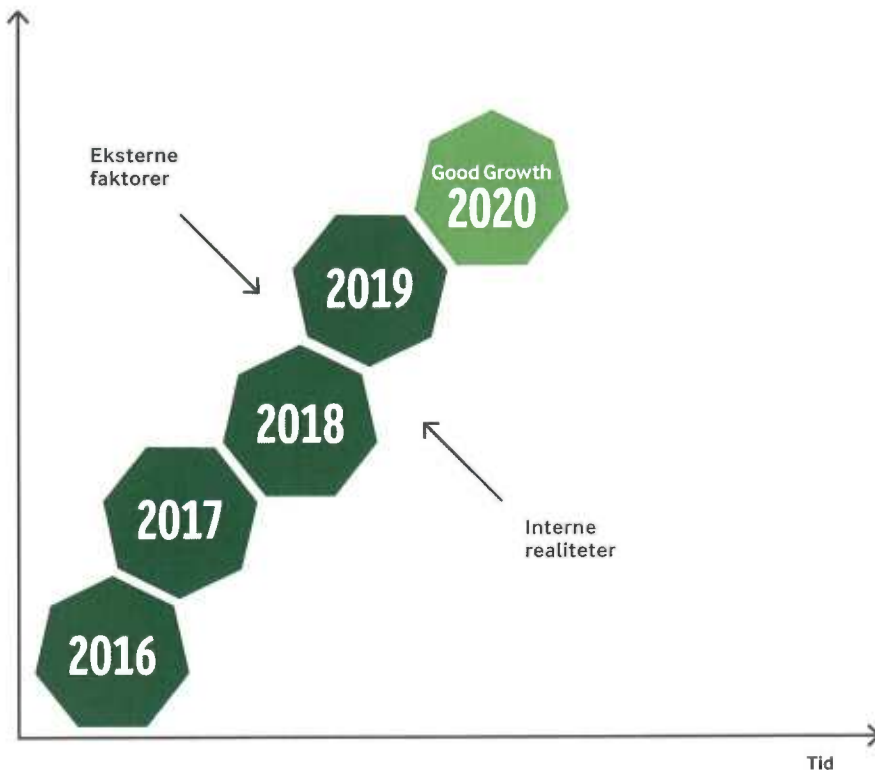 Eksterne
faktorer
Good Growth
2020
2019
2018
2017
Interne
realiteter
2016
Tid